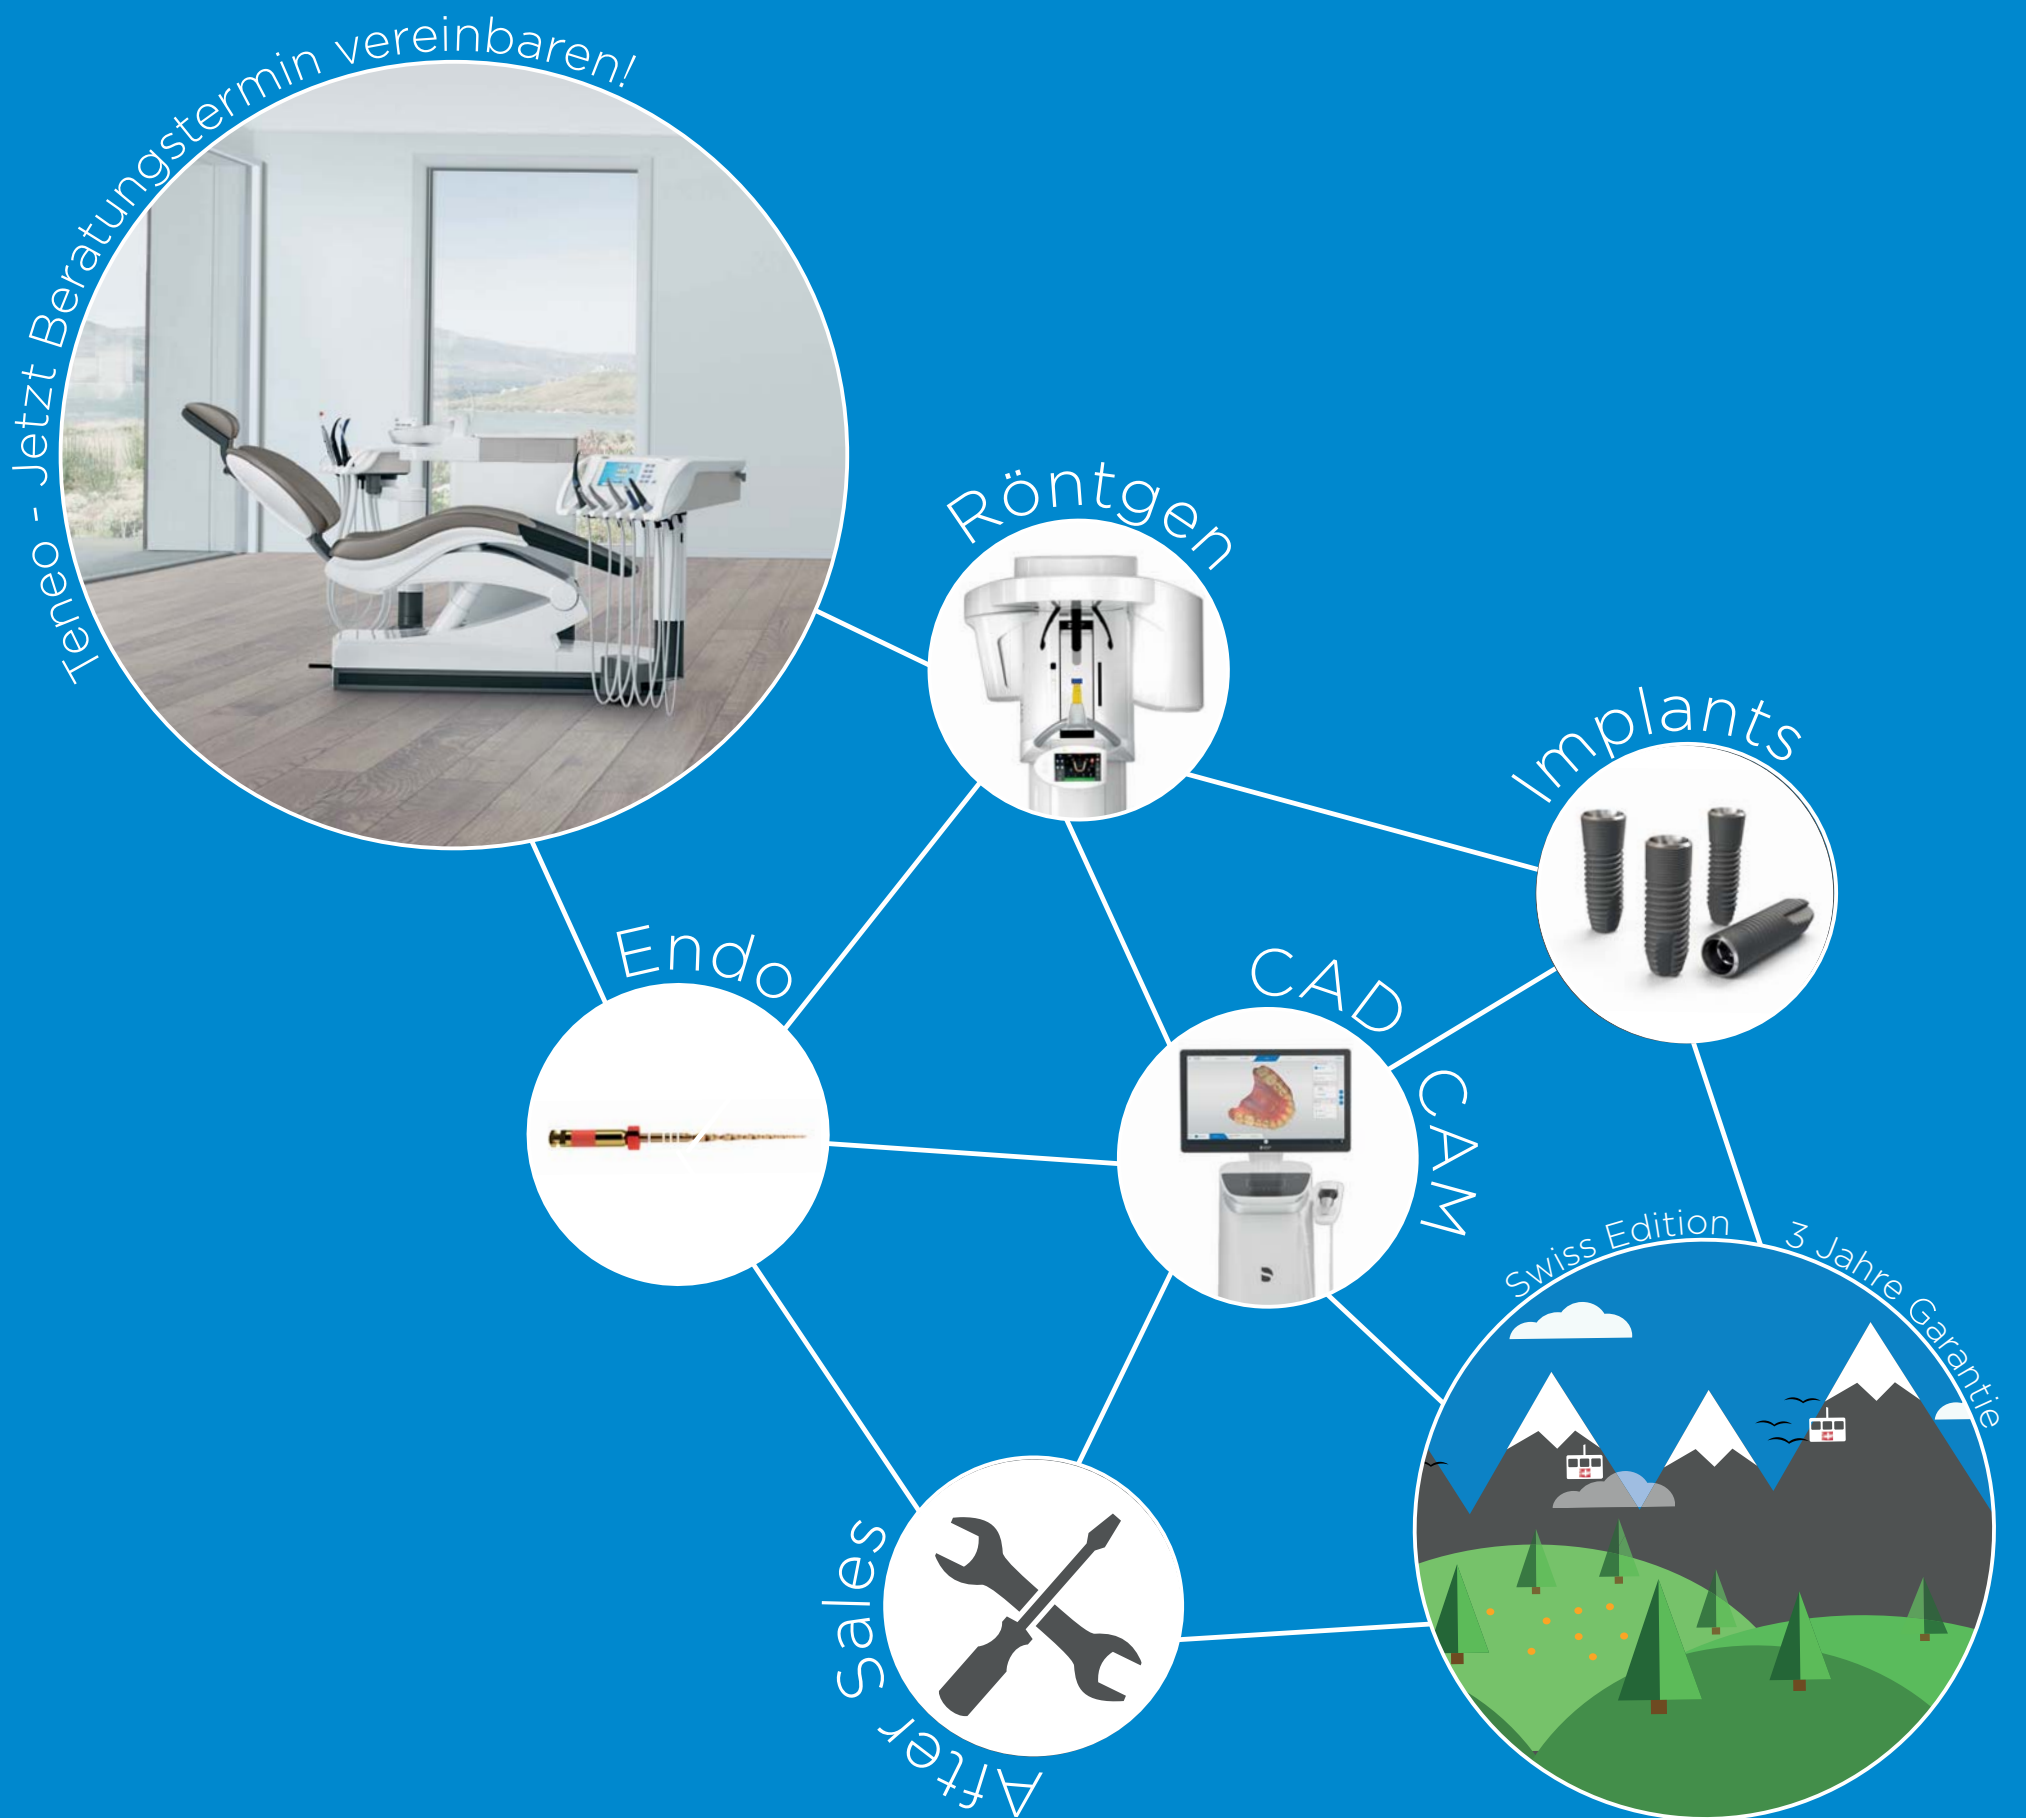 Teneo - Jetzt Beratungstermin vereinbaren!
Röntgen
Implants
Endo
CAD CAM
Swiss Edition 3 Jahre Garantie
After Sales